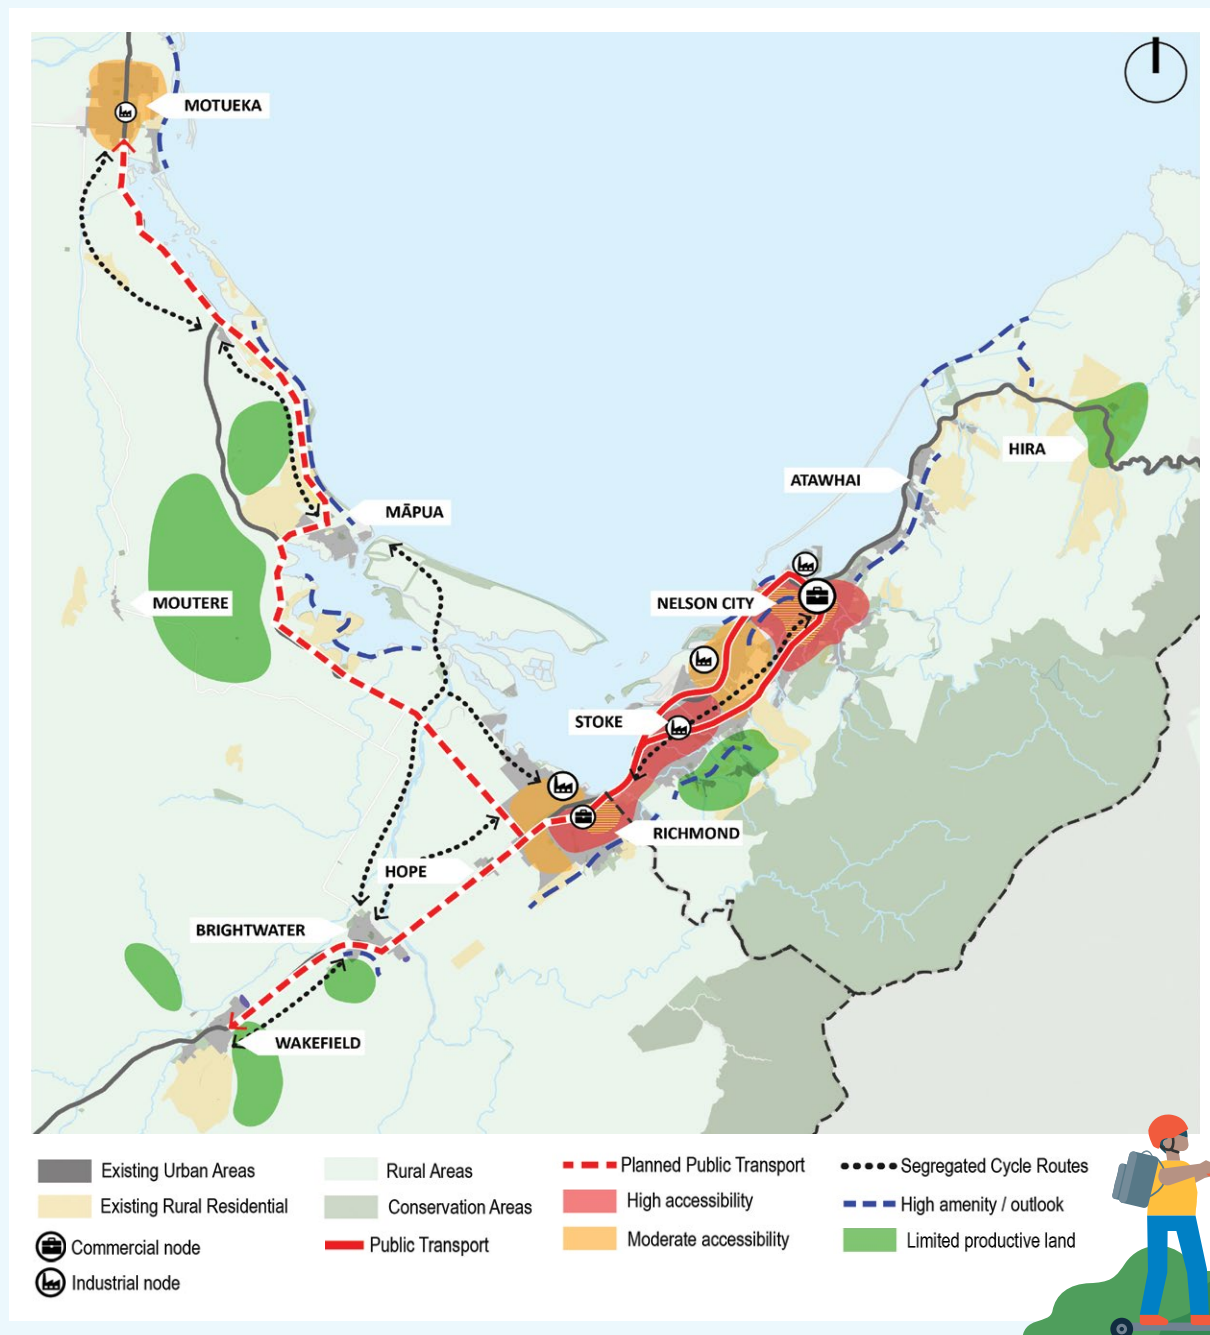 MOTUEKA
HIRA
ATAWHAI
MĀPUA
MOUTERE
NELSON CITY
STOKE
RICHMOND
HOPE
BRIGHTWATER
WAKEFIELD
Existing Urban Areas
Existing Rural Residential
Commercial node
Industrial node
Rural Areas
Conservation Areas
Public Transport
Planned Public Transport
High accessibility
Moderate accessibility
Segregated Cycle Routes
High amenity / outlook
Limited productive land